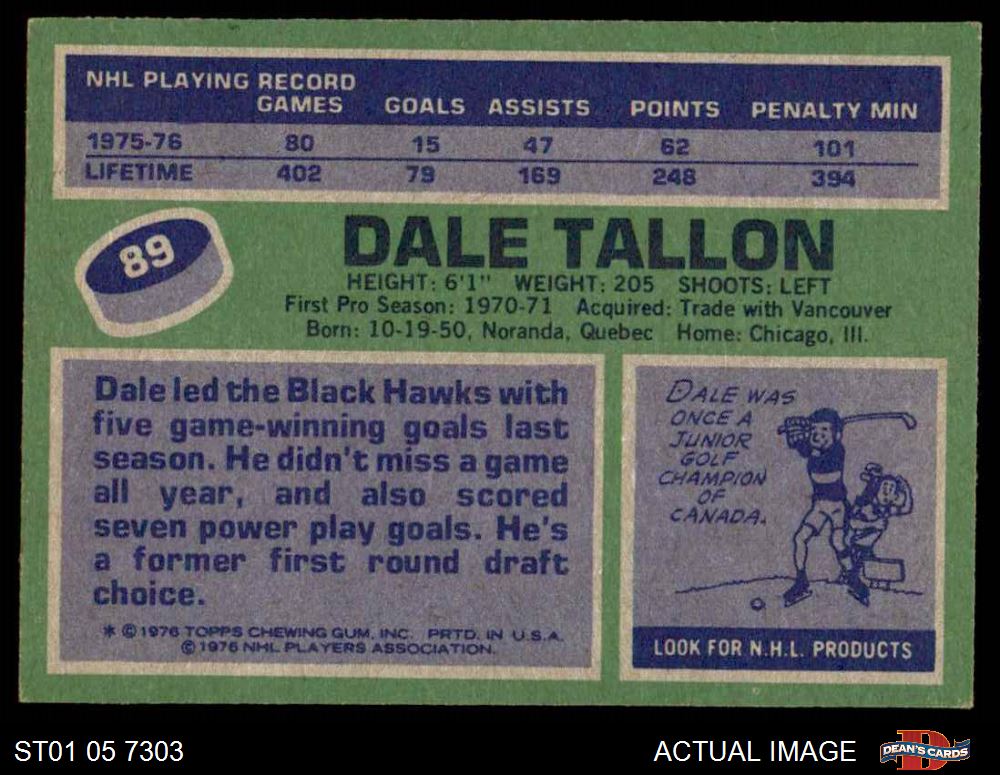 NHL PLAYING RECORD
GAMES GOALS ASSISTS POINTS PENALTY MIN
1975-76 80 15 47 62 101
LIFETIME 402 79 169 248 394
89
DALE TALLON
HEIGHT: 6'1" WEIGHT: 205 SHOOTS: LEFT
First Pro Season: 1970-71 Acquired: Trade with Vancouver
Born: 10-19-50, Noranda, Quebec Home: Chicago, Ill.
Dale led the Black Hawks with
five game-winning goals last
season. He didn't miss a game
all year, and also scored
seven power play goals. He's
a former first round draft
choice.
* © 1976 TOPPS CHEWING GUM, INC. PRTD. IN U.S.A.
© 1976 NHL PLAYERS ASSOCIATION.
DALE WAS
ONCE A
JUNIOR
GOLF
CHAMPION
OF
CANADA.
LOOK FOR N.H.L. PRODUCTS
ST01 05 7303
ACTUAL IMAGE
D
DEAN'S CARDS